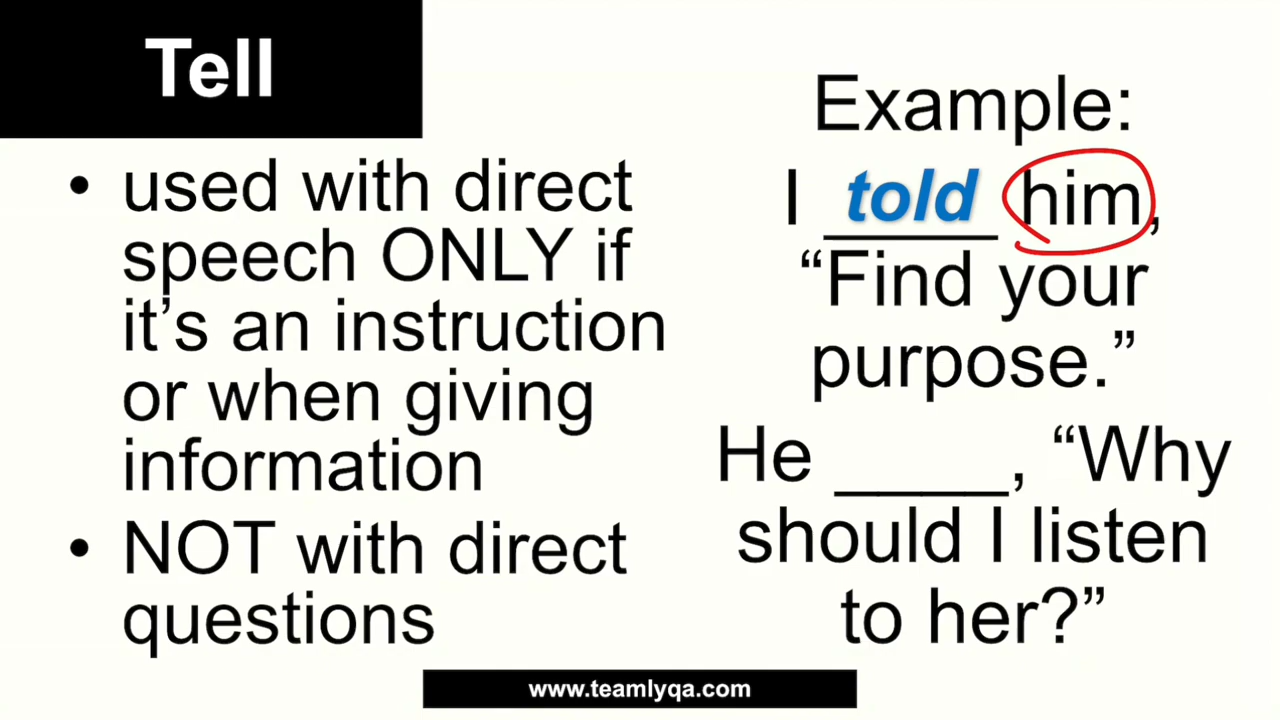 Tell
• used with direct
speech ONLY if
it’s an instruction
or when giving
information
• NOT with direct
questions
Example:
I told him,
“Find your
purpose.”
He ____, “Why
should I listen
to her?”
www.teamlyqa.com